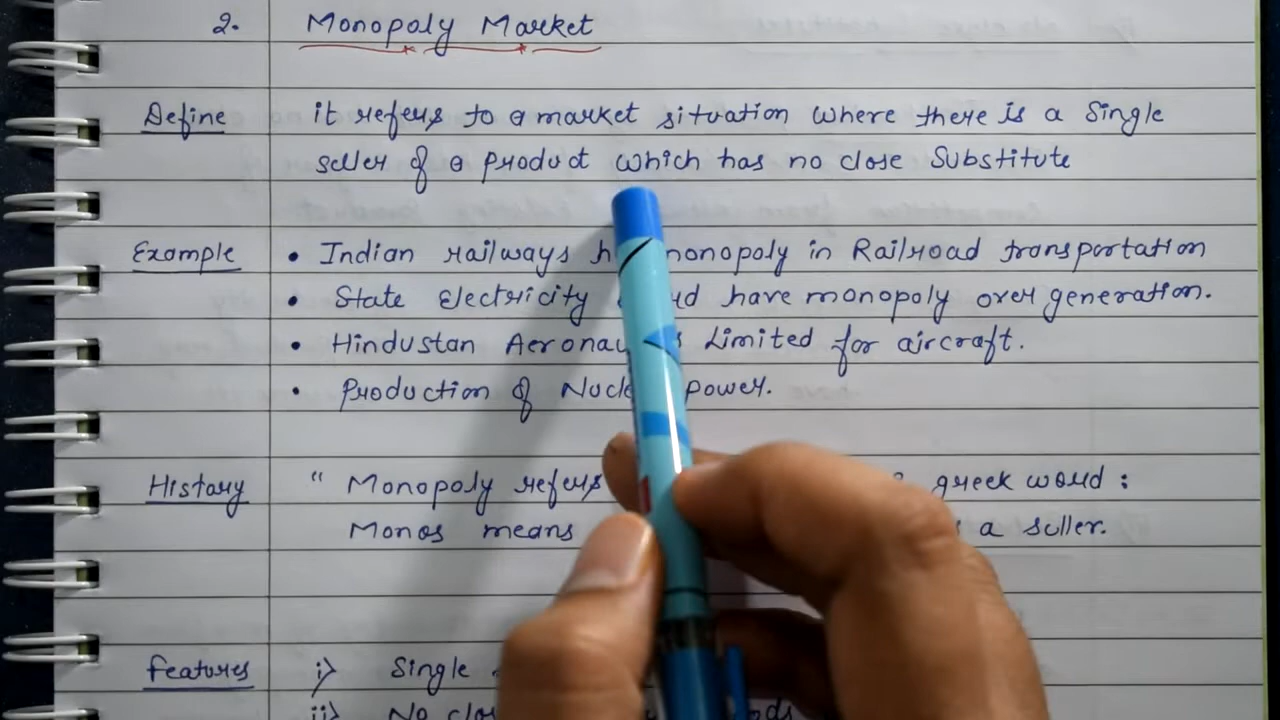 2. Monopoly Market
Define it refers to a market situation where there is a Single
seller of a product which has no close Substitute
Example • Indian railways monopoly in Railroad transportation
• State Electricity have monopoly over generation.
• Hindustan Limited for aircraft.
• Production of power.
History " Monopoly refers greek word :
Monos means a seller.
Features i) Single
ii) No